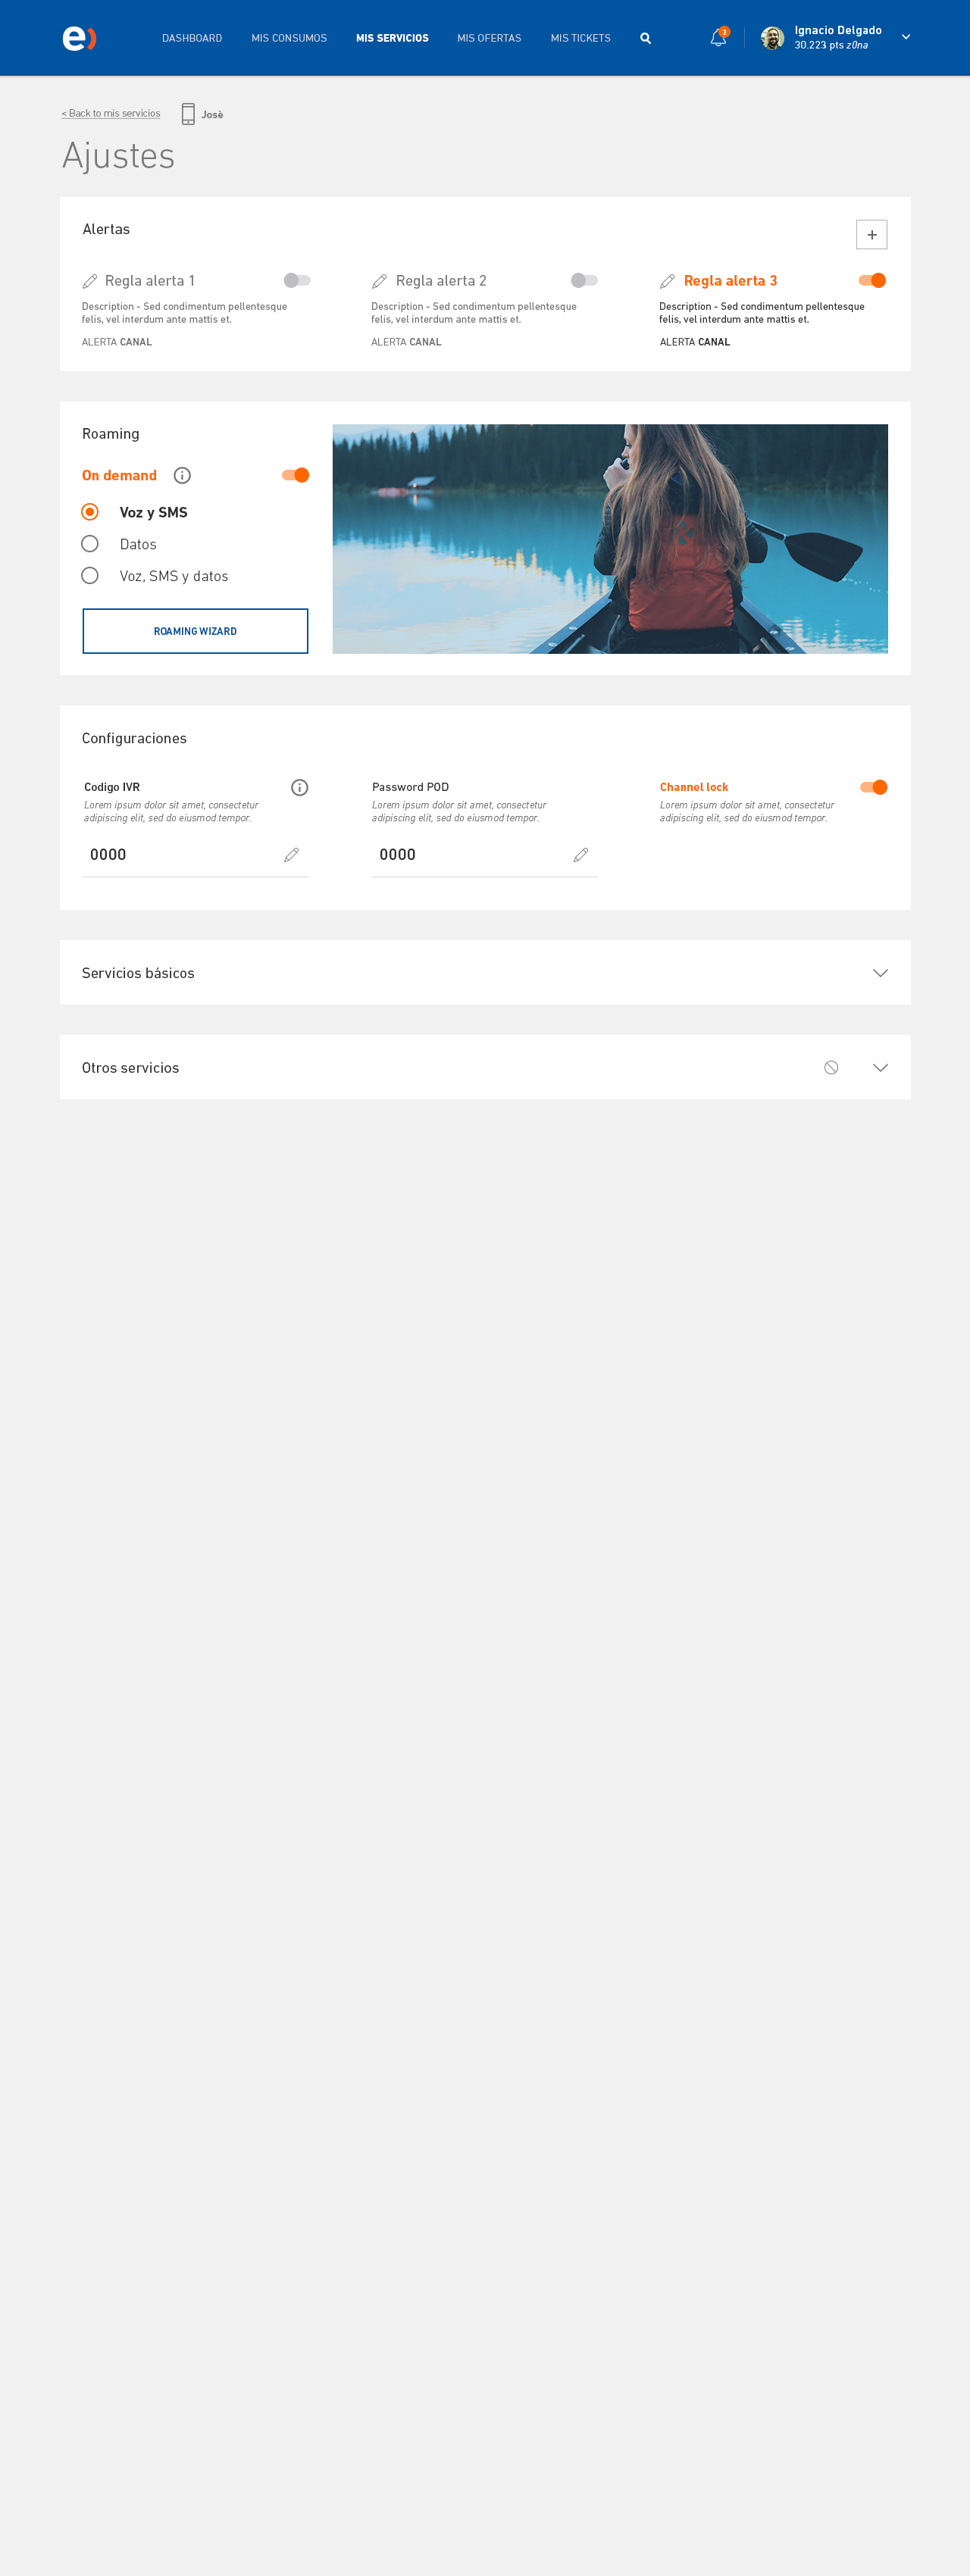 e) DASHBOARD MIS CONSUMOS MIS SERVICIOS MIS OFERTAS MIS TICKETS 3 Ignacio Delgado
30.223 pts z0na
< Back to mis servicios Josè
Ajustes
Alertas +
Regla alerta 1
Description - Sed condimentum pellentesque
felis, vel interdum ante mattis et.
ALERTA CANAL
Regla alerta 2
Description - Sed condimentum pellentesque
felis, vel interdum ante mattis et.
ALERTA CANAL
Regla alerta 3
Description - Sed condimentum pellentesque
felis, vel interdum ante mattis et.
ALERTA CANAL
Roaming
On demand
Voz y SMS
Datos
Voz, SMS y datos
ROAMING WIZARD
Configuraciones
Codigo IVR
Lorem ipsum dolor sit amet, consectetur
adipiscing elit, sed do eiusmod tempor.
0000
Password POD
Lorem ipsum dolor sit amet, consectetur
adipiscing elit, sed do eiusmod tempor.
0000
Channel lock
Lorem ipsum dolor sit amet, consectetur
adipiscing elit, sed do eiusmod tempor.
Servicios básicos
Otros servicios